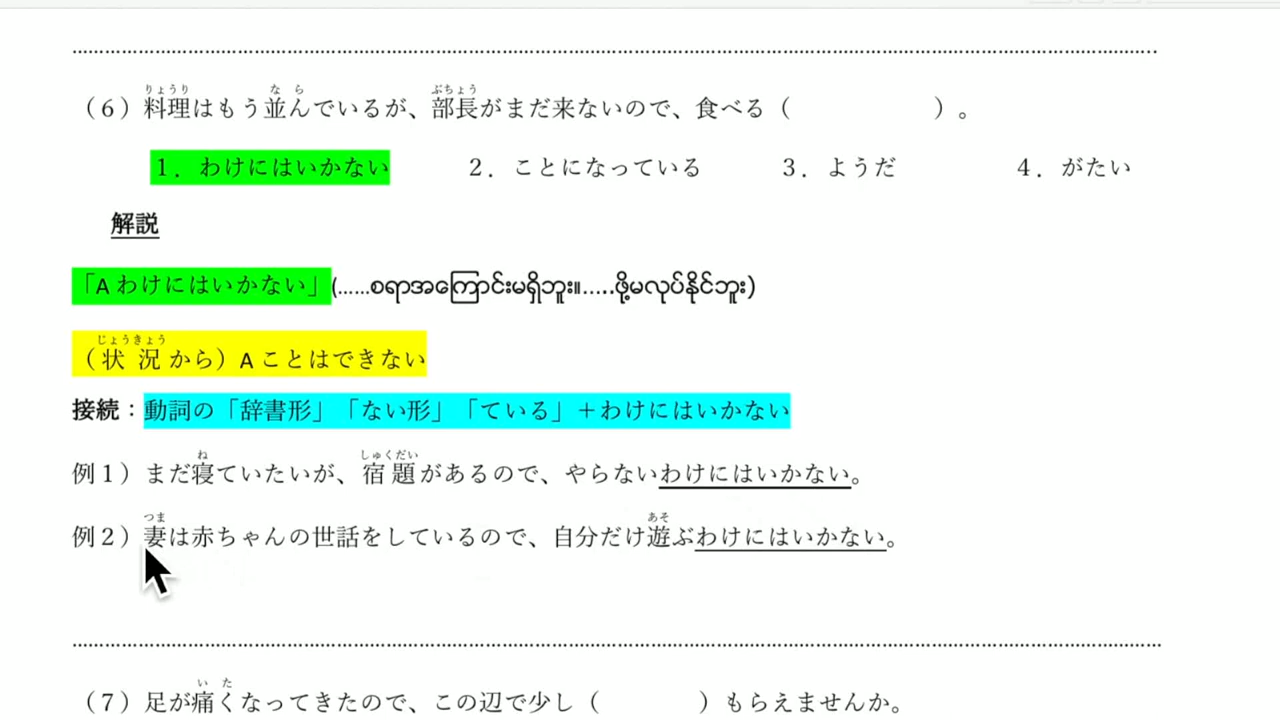 （６）料理はもう並んでいるが、部長がまだ来ないので、食べる（　　　　　　）。
１．わけにはいかない　２．ことになっている　３．ようだ　４．がたい
解説
「A わけにはいかない」(……စရာအကြောင်းမရှိဘူး။.....ဖို့မလုပ်နိုင်ဘူး)
（状況から）A ことはできない
接続：動詞の「辞書形」「ない形」「ている」＋わけにはいかない
例１）まだ寝ていたいが、宿題があるので、やらないわけにはいかない。
例２）妻は赤ちゃんの世話をしているので、自分だけ遊ぶわけにはいかない。
（７）足が痛くなってきたので、この辺で少し（　　　　）もらえませんか。